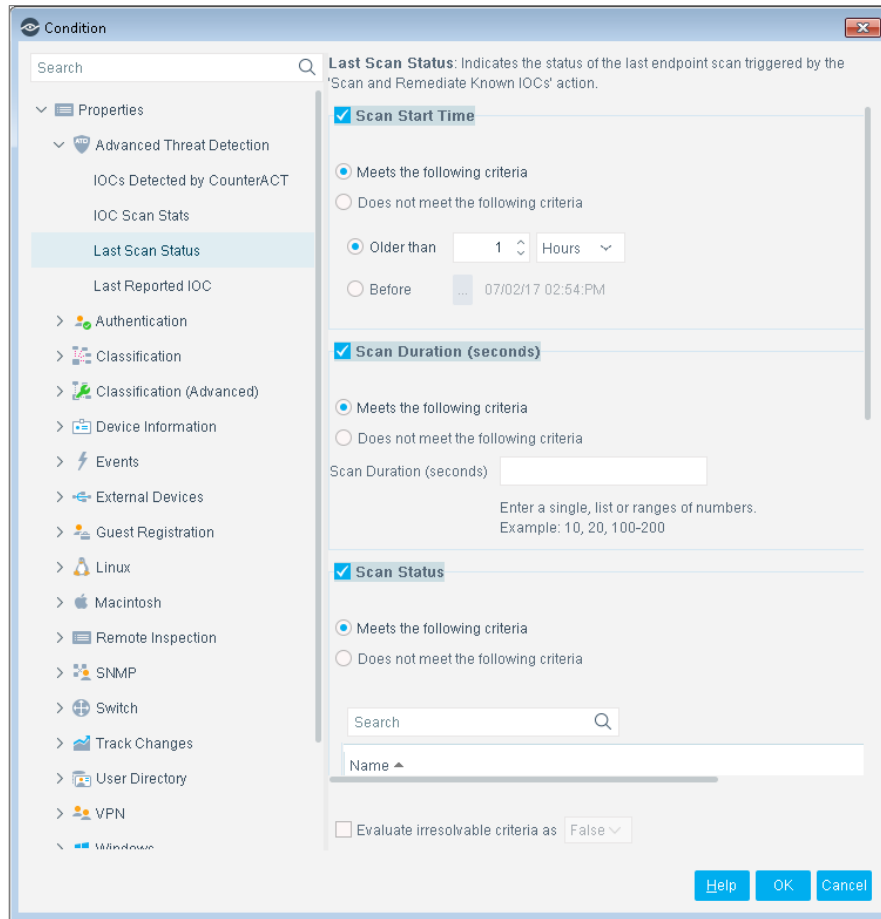 Condition
Search
Properties
Advanced Threat Detection
ATD
IOCs Detected by CounterACT
IOC Scan Stats
Last Scan Status
Last Reported IOC
Authentication
Classification
Classification (Advanced)
Device Information
Events
External Devices
Guest Registration
Linux
Macintosh
Remote Inspection
SNMP
Switch
Track Changes
User Directory
VPN
Windows
Last Scan Status: Indicates the status of the last endpoint scan triggered by the
'Scan and Remediate Known IOCs' action.
Scan Start Time
Meets the following criteria
Does not meet the following criteria
Older than 1 Hours
Before ... 07/02/17 02:54:PM
Scan Duration (seconds)
Meets the following criteria
Does not meet the following criteria
Scan Duration (seconds)
Enter a single, list or ranges of numbers.
Example: 10, 20, 100-200
Scan Status
Meets the following criteria
Does not meet the following criteria
Search
Name
Evaluate irresolvable criteria as False
Help OK Cancel